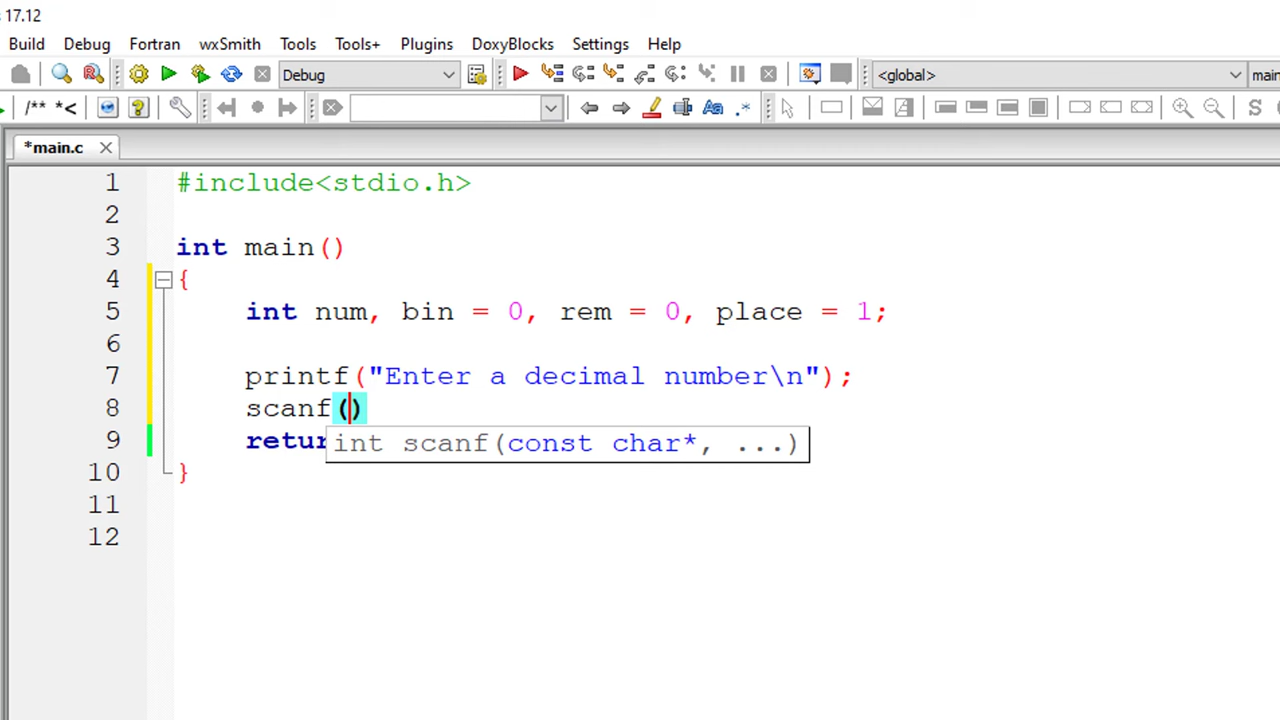 17.12
Build Debug Fortran wxSmith Tools Tools+ Plugins DoxyBlocks Settings Help
Debug <global> main
/** *< Aa .* S
*main.c
1 #include<stdio.h>
2
3 int main()
4 {
5 int num, bin = 0, rem = 0, place = 1;
6
7 printf("Enter a decimal number\n");
8 scanf()
9 retur int scanf(const char*, ...)
10 }
11
12